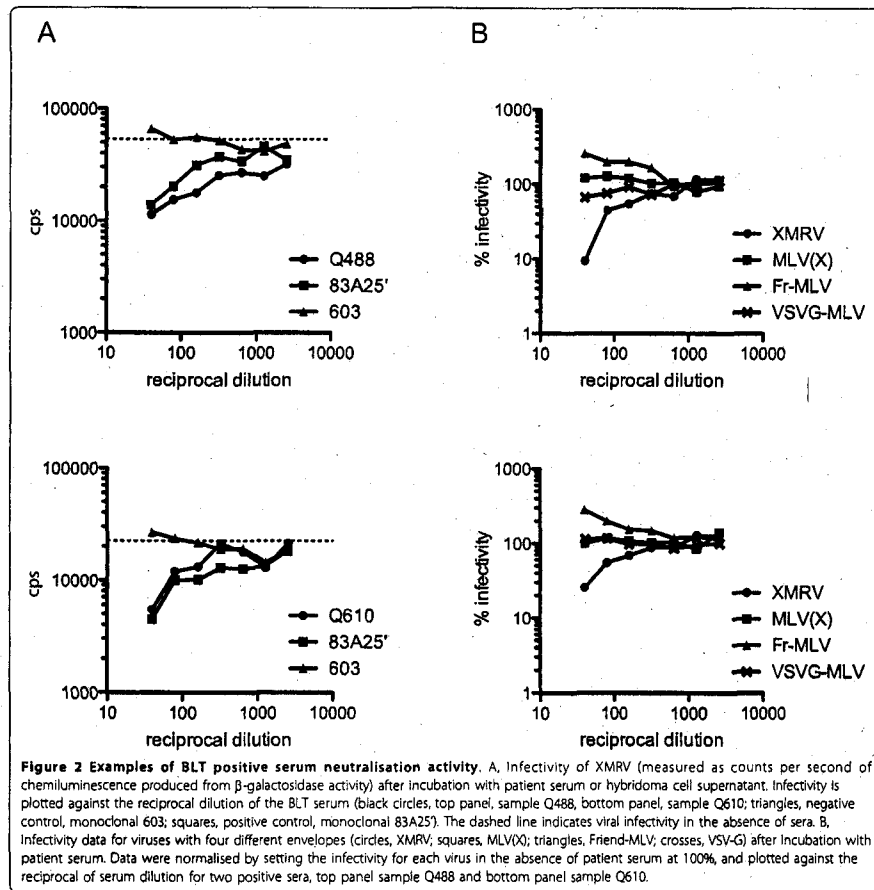 A
B
100000
10000
1000
cps
10
100
1000
10000
reciprocal dilution
Q488
83A25'
603
1000
100
10
1
% infectivity
10
100
1000
10000
reciprocal dilution
XMRV
MLV(X)
Fr-MLV
VSVG-MLV
100000
10000
1000
cps
10
100
1000
10000
reciprocal dilution
Q610
83A25'
603
1000
100
10
1
% infectivity
10
100
1000
10000
reciprocal dilution
XMRV
MLV(X)
Fr-MLV
VSVG-MLV
Figure 2 Examples of BLT positive serum neutralisation activity. A, Infectivity of XMRV (measured as counts per second of
chemiluminescence produced from β-galactosidase activity) after incubation with patient serum or hybridoma cell supernatant. Infectivity is
plotted against the reciprocal dilution of the BLT serum (black circles, top panel, sample Q488, bottom panel, sample Q610; triangles, negative
control, monoclonal 603; squares, positive control, monoclonal 83A25'). The dashed line indicates viral infectivity in the absence of sera. B,
Infectivity data for viruses with four different envelopes (circles, XMRV; squares, MLV(X); triangles, Friend-MLV; crosses, VSV-G) after incubation with
patient serum. Data were normalised by setting the infectivity for each virus in the absence of patient serum at 100%, and plotted against the
reciprocal of serum dilution for two positive sera, top panel sample Q488 and bottom panel sample Q610.